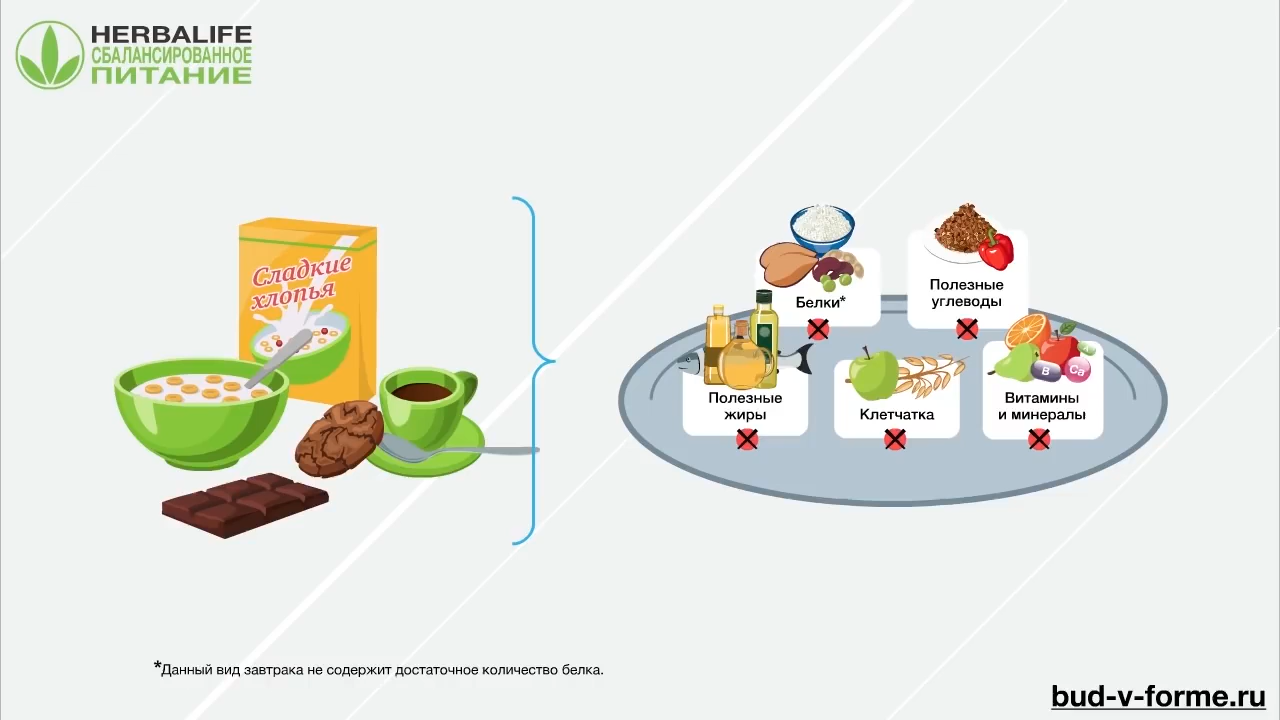 HERBALIFE
СБАЛАНСИРОВАННОЕ
ПИТАНИЕ
Сладкие
хлопья
Белки*
Полезные
углеводы
Полезные
жиры
Клетчатка
B
Ca
A
Витамины
и минералы
*Данный вид завтрака не содержит достаточное количество белка.
bud-v-forme.ru